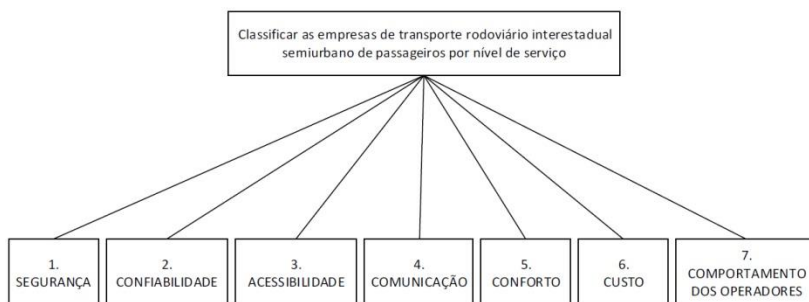 Classificar as empresas de transporte rodoviário interestadual
semiurbano de passageiros por nível de serviço
1.
SEGURANÇA
2.
CONFIABILIDADE
3.
ACESSIBILIDADE
4.
COMUNICAÇÃO
5.
CONFORTO
6.
CUSTO
7.
COMPORTAMENTO
DOS OPERADORES